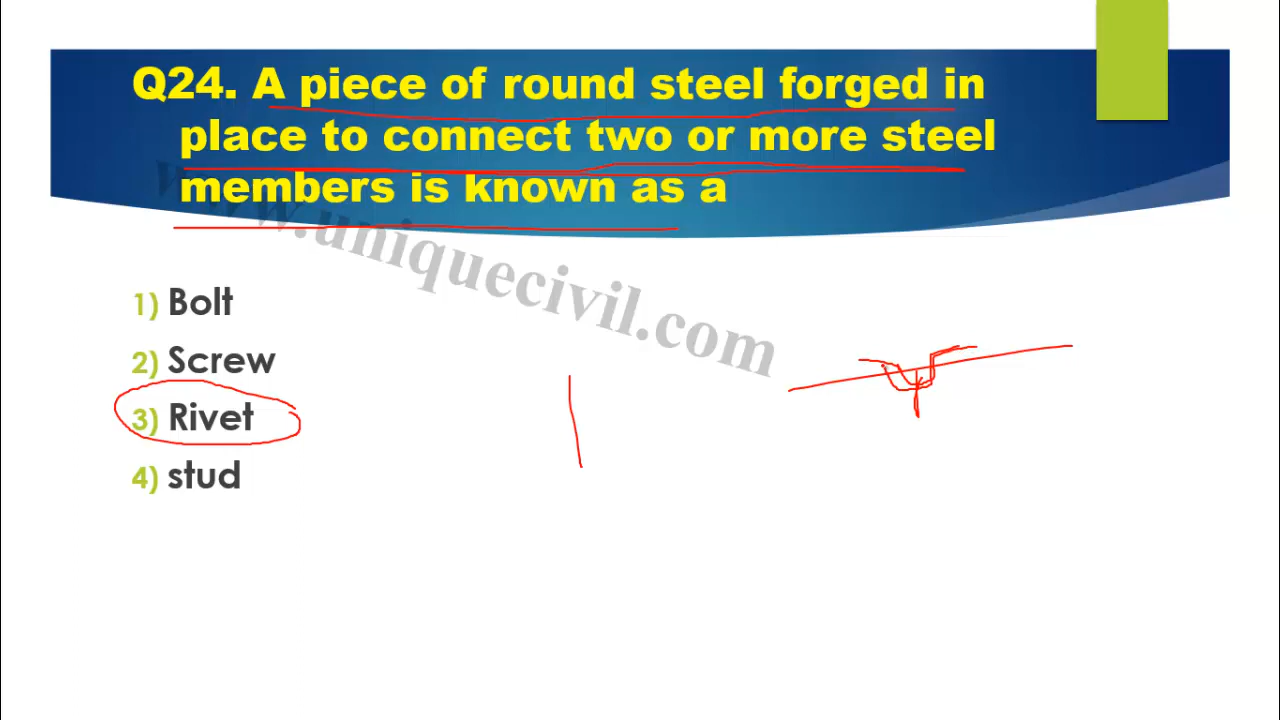 Q24. A piece of round steel forged in
place to connect two or more steel
members is known as a
www.uniquecivil.com
1) Bolt
2) Screw
3) Rivet
4) stud